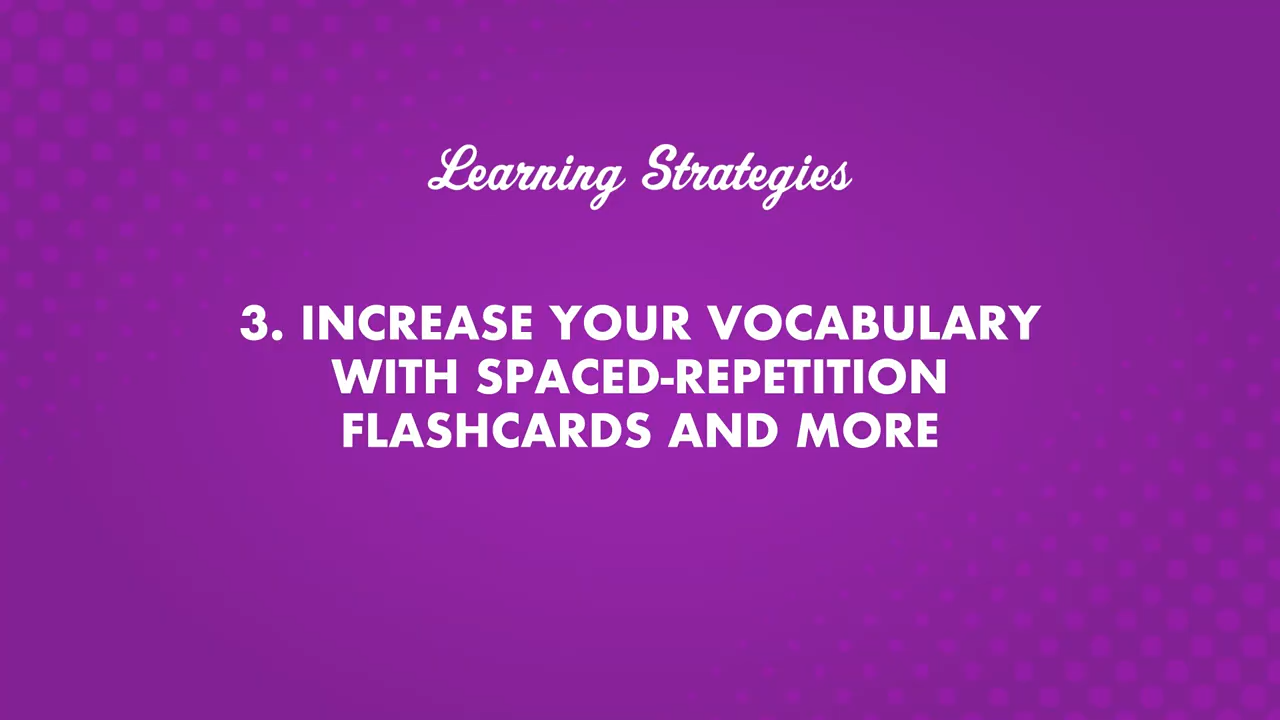 Learning Strategies
3. INCREASE YOUR VOCABULARY
WITH SPACED-REPETITION
FLASHCARDS AND MORE